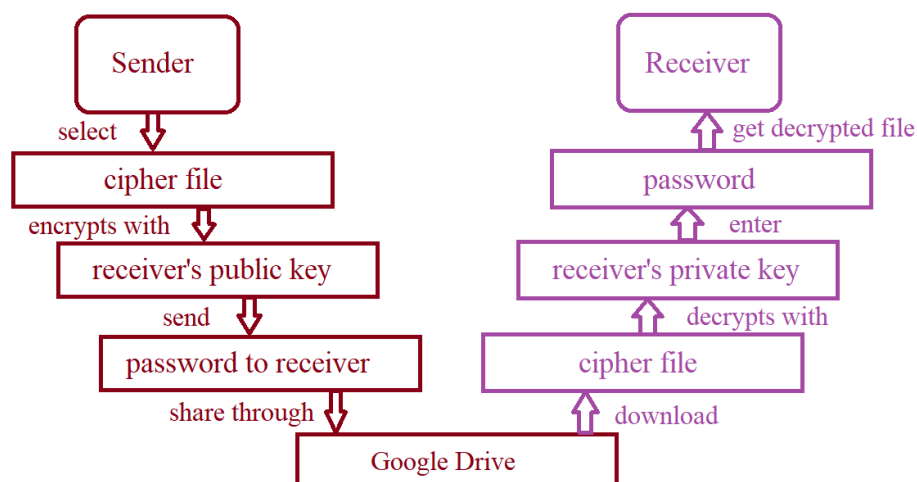 Sender
select
cipher file
encrypts with
receiver's public key
send
password to receiver
share through
Google Drive
download
cipher file
decrypts with
receiver's private key
enter
password
get decrypted file
Receiver